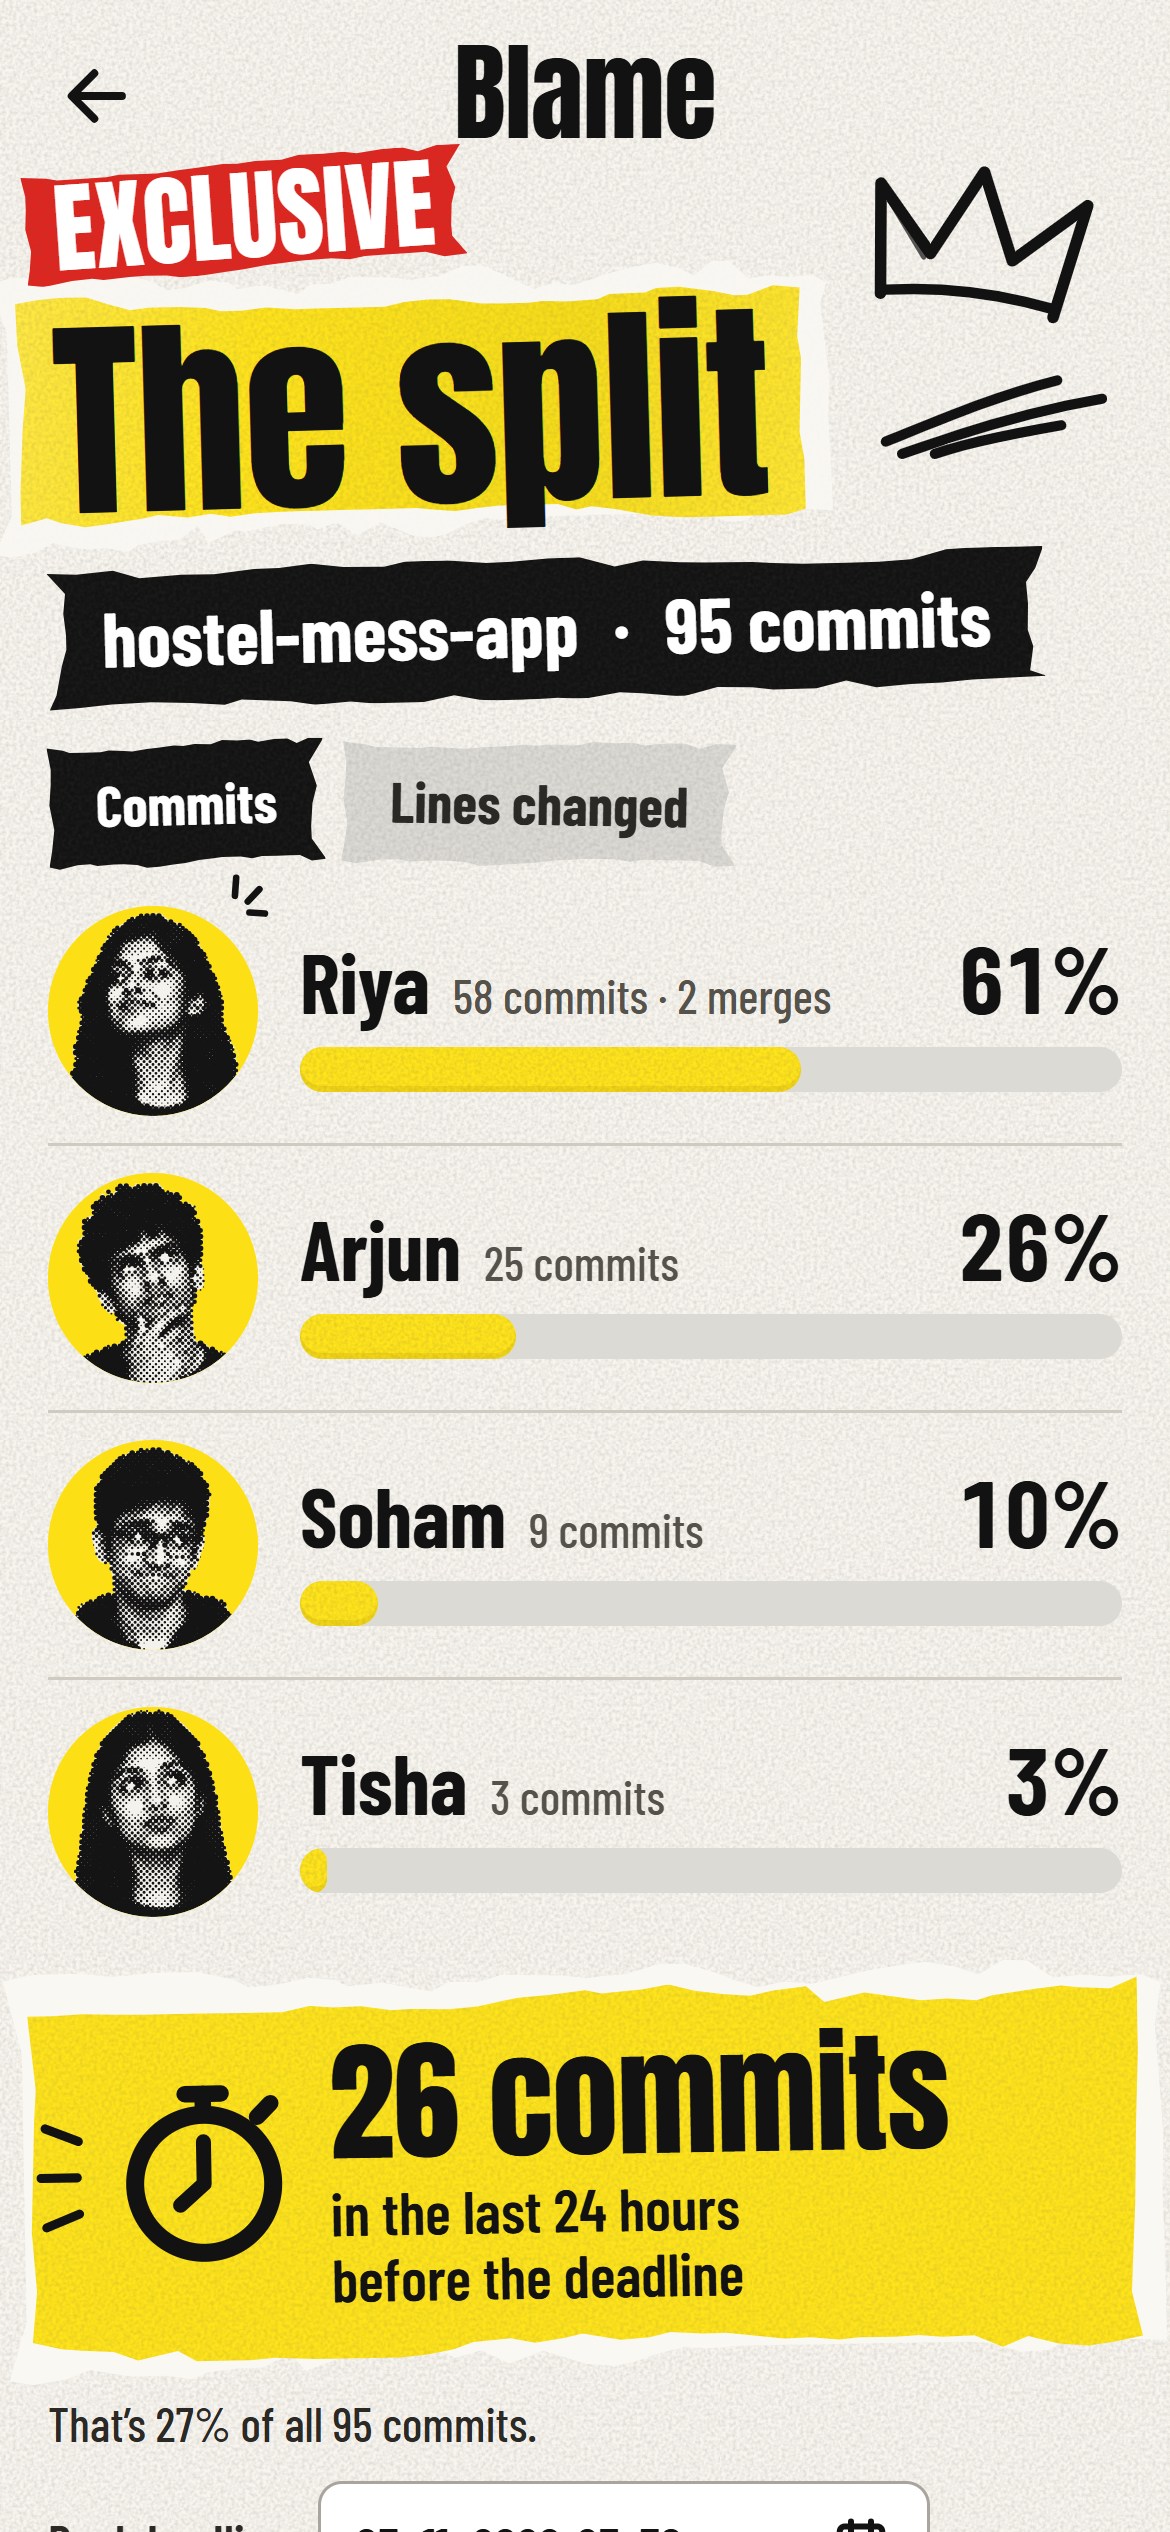 Blame
EXCLUSIVE
The split
hostel-mess-app · 95 commits
Commits
Lines changed
Riya 58 commits · 2 merges 61%
Arjun 25 commits 26%
Soham 9 commits 10%
Tisha 3 commits 3%
26 commits
in the last 24 hours
before the deadline
That's 27% of all 95 commits.